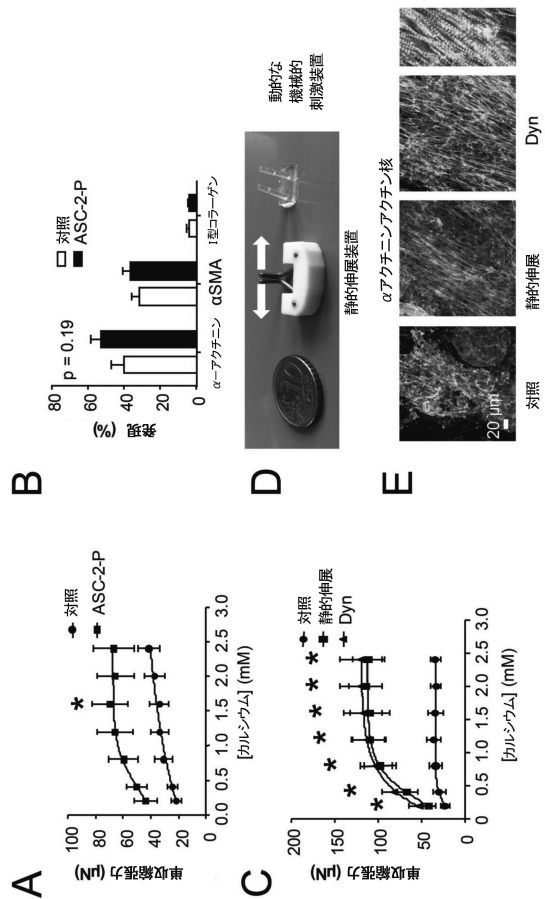 A
100
80
60
40
20
0
単収縮張力 (μN)
0
0.5
1.0
1.5
2.0
2.5
3.0
[カルシウム] (mM)
対照
ASC-2-P
*
B
80
60
40
20
0
発現 (%)
p = 0.19
対照
ASC-2-P
α-アクチニン
αSMA
I型コラーゲン
C
200
150
100
50
0
単収縮張力 (μN)
0
0.5
1.0
1.5
2.0
2.5
3.0
[カルシウム] (mM)
対照
静的伸展
Dyn
* * * * * * *
D
静的伸展装置
動的な
機械的
刺激装置
E
αアクチニンアクチン核
20 μm
対照
静的伸展
Dyn